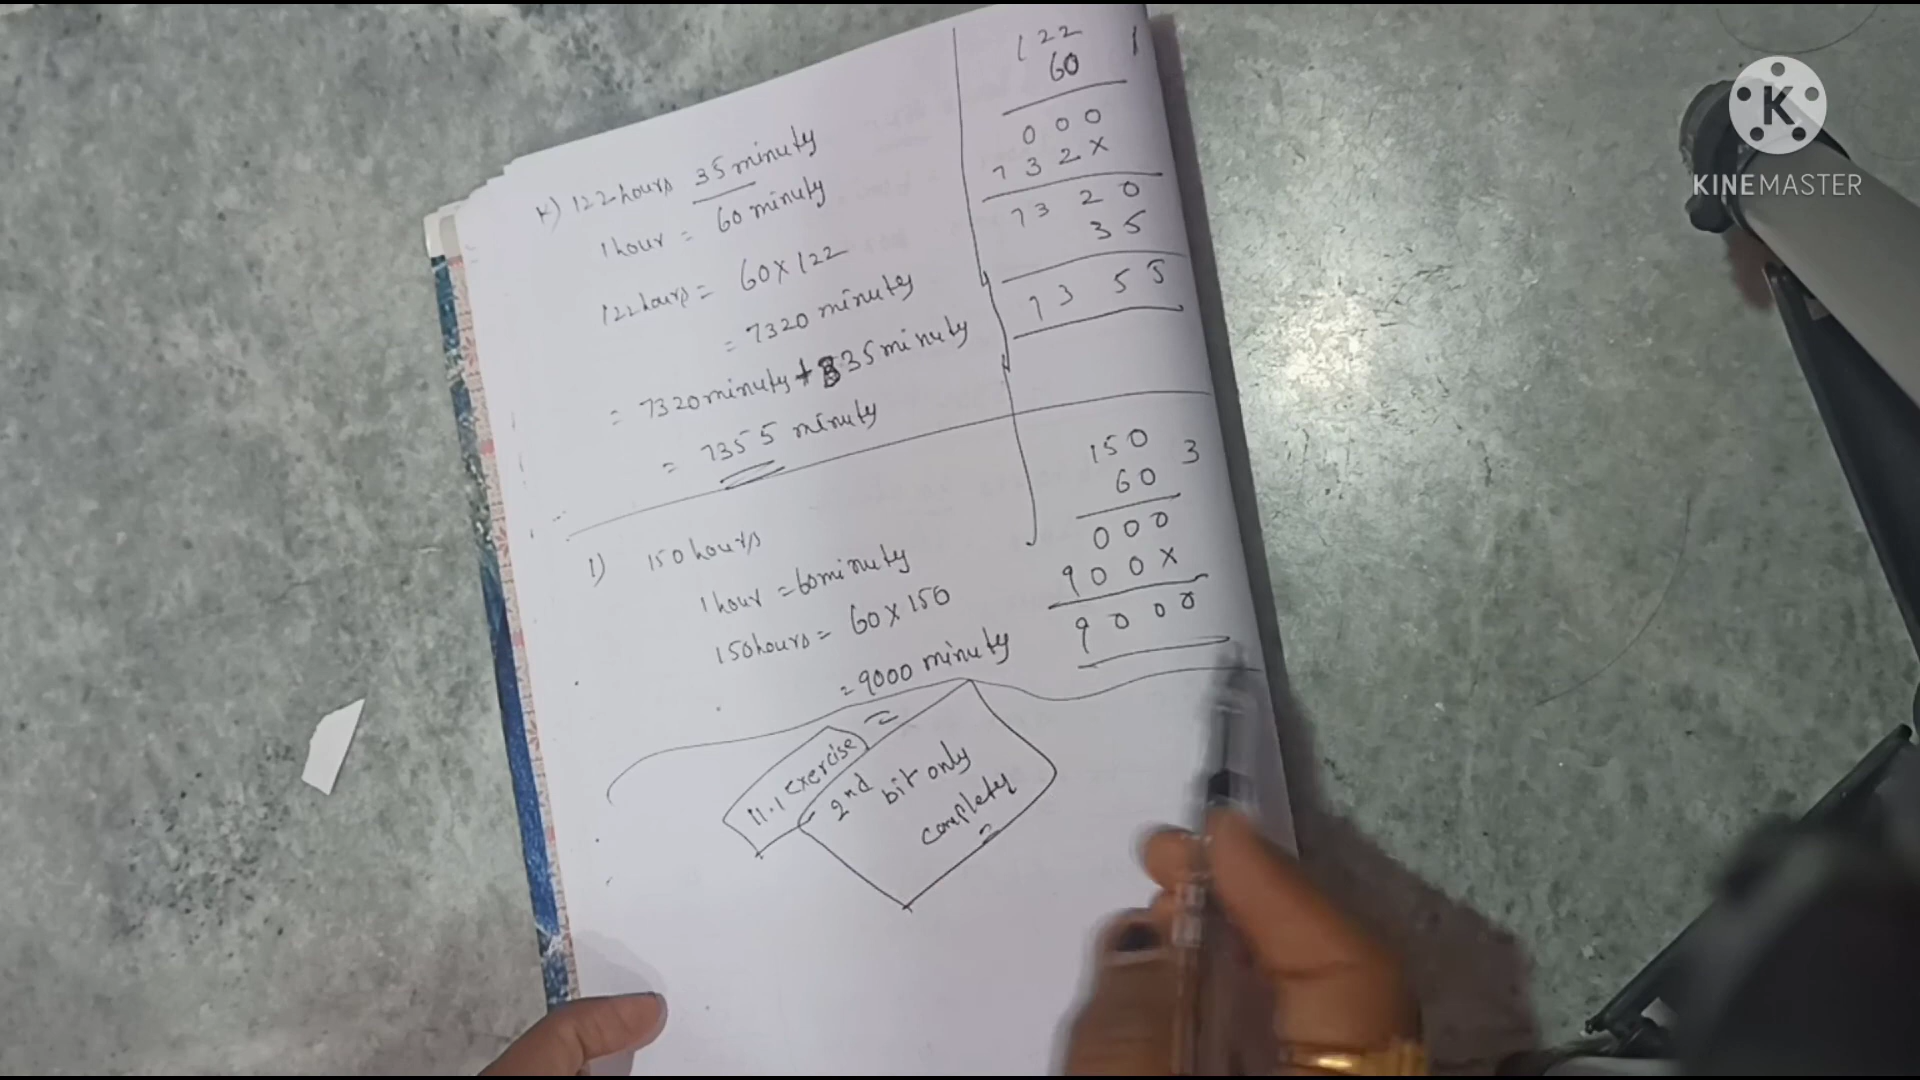 K) 122 hours 35 minuty
1 hour = 60 minuty
122 hours = 60 x 122
= 7320 minuty
= 7320 minuty + 35 minuty
= 7355 minuty
122 1
60
000
732x
7320
35
7355
1) 150 hours
1 hour = 60 minuty
150 hours = 60 x 150
= 9000 minuty
150 3
60
000
900x
9000
11.1 exercise
2nd
bit only
complety
K
KINEMASTER